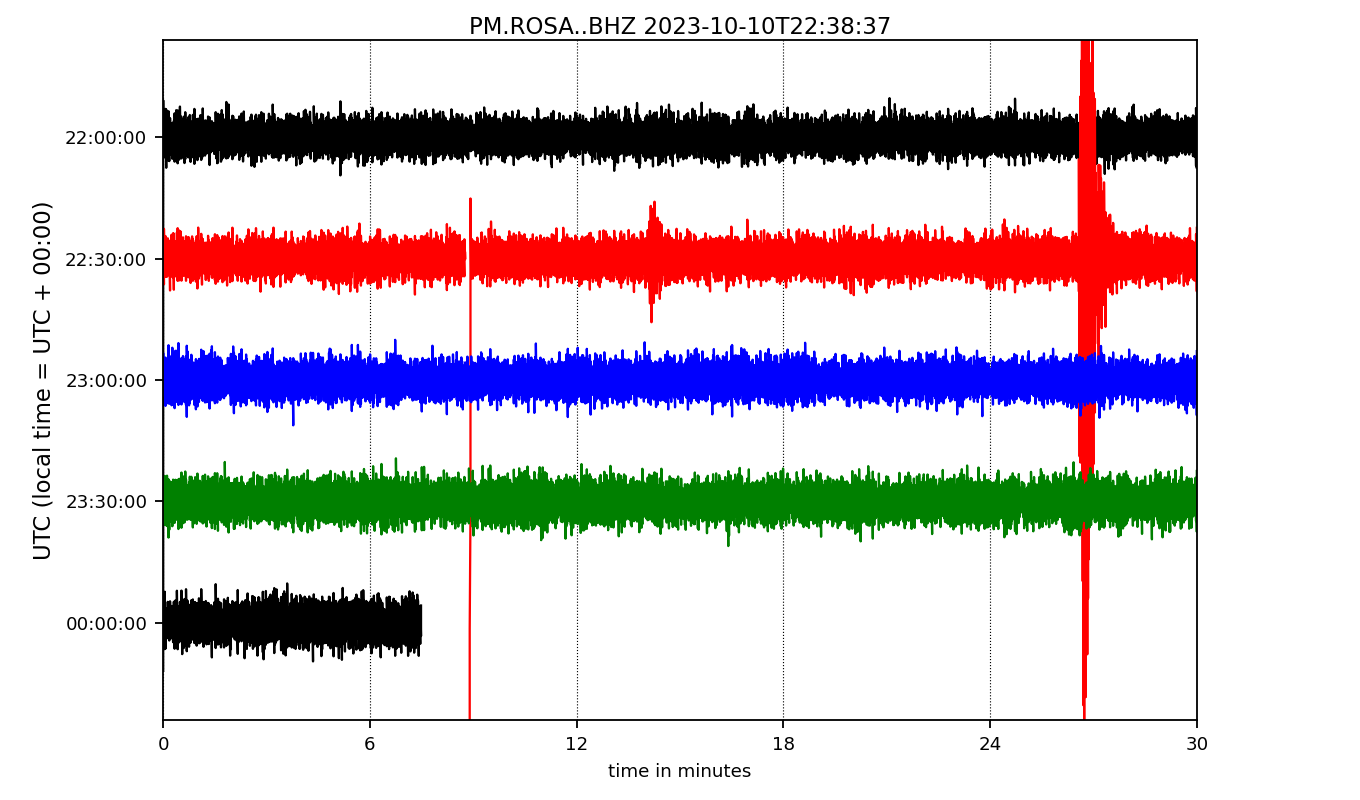 PM.ROSA..BHZ 2023-10-10T22:38:37
UTC (local time = UTC + 00:00)
22:00:00
22:30:00
23:00:00
23:30:00
00:00:00
0 6 12 18 24 30
time in minutes